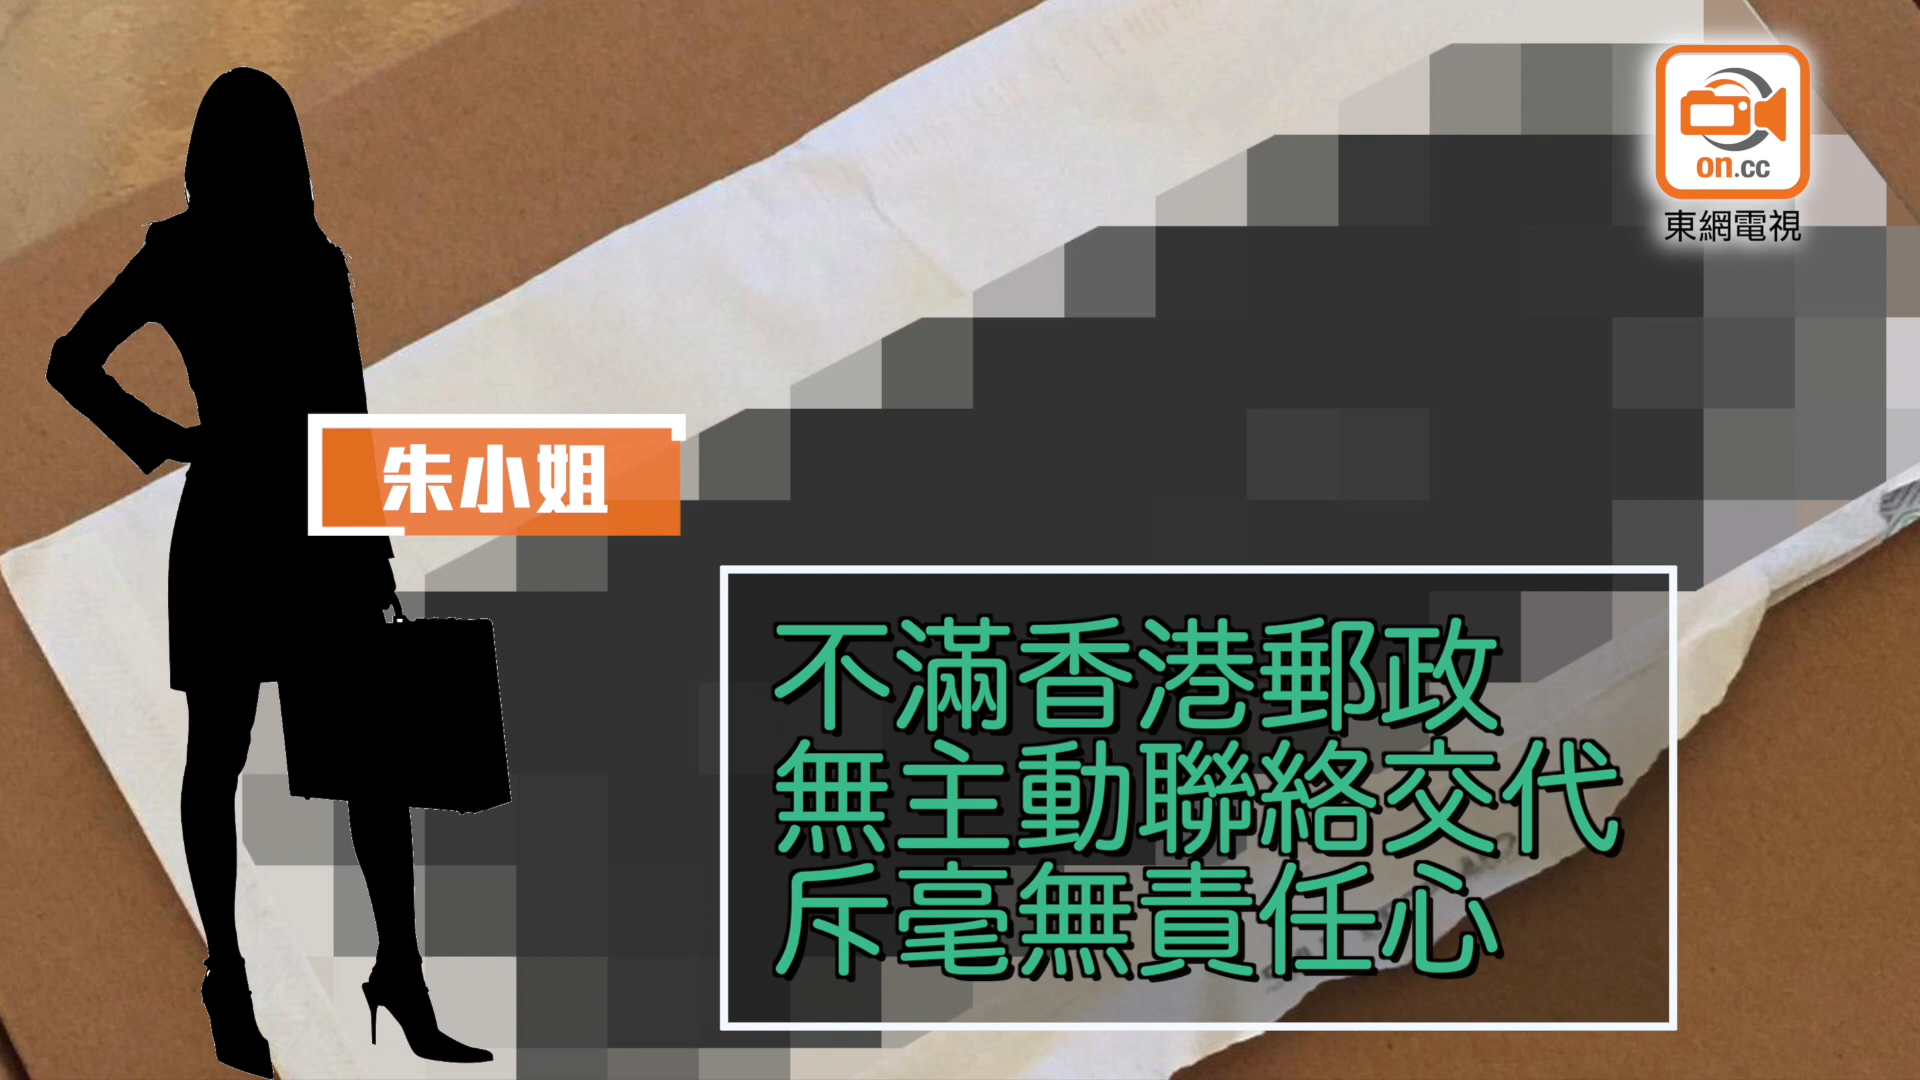 on.cc
東網電視
朱小姐
不滿香港郵政
無主動聯絡交代
斥毫無責任心